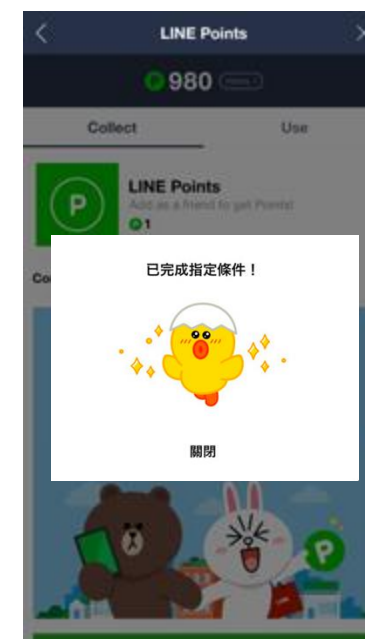 LINE Points
P 980
Collect
Use
P
LINE Points
Add as a friend to get Points!
P 1
Co
已完成指定條件！
關閉
P